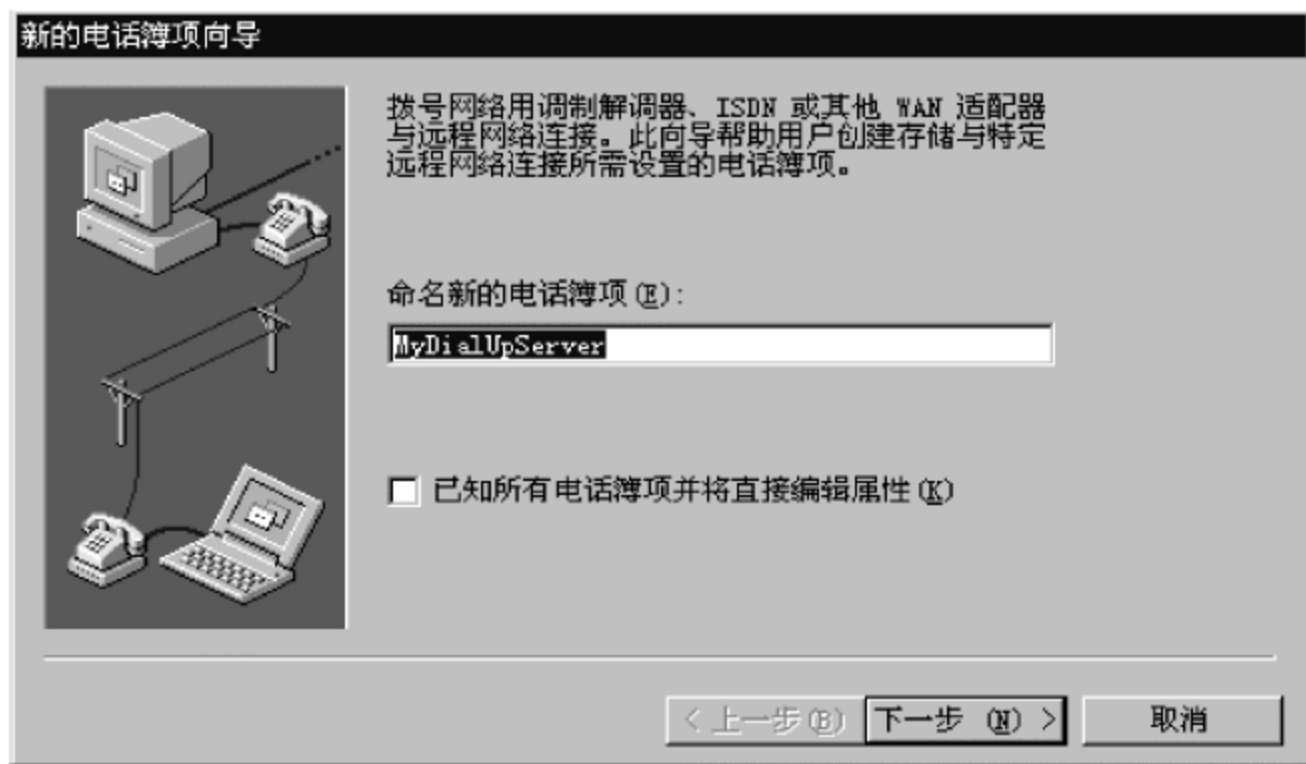 新的电话簿项向导
拨号网络用调制解调器、ISDN 或其他 WAN 适配器
与远程网络连接。此向导帮助用户创建存储与特定
远程网络连接所需设置的电话簿项。
命名新的电话簿项(E):
MyDialUpServer
已知所有电话簿项并将直接编辑属性(K)
< 上一步(B) 下一步 (N) > 取消